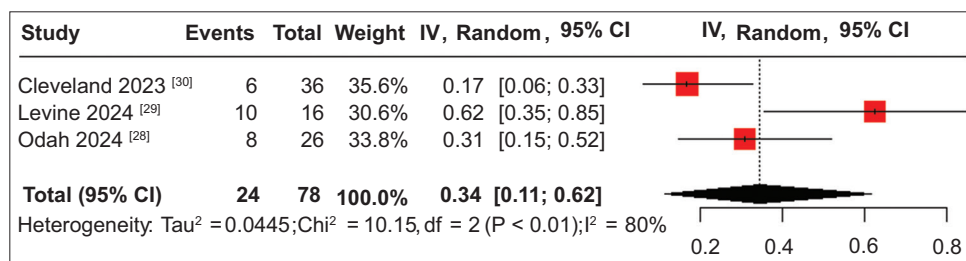 Study Events Total Weight IV, Random, 95% CI IV, Random, 95% CI
Cleveland 2023 [30] 6 36 35.6% 0.17 [0.06; 0.33]
Levine 2024 [29] 10 16 30.6% 0.62 [0.35; 0.85]
Odah 2024 [28] 8 26 33.8% 0.31 [0.15; 0.52]
Total (95% CI) 24 78 100.0% 0.34 [0.11; 0.62]
Heterogeneity: Tau² =0.0445;Chi² = 10.15, df = 2 (P < 0.01);I² = 80%
0.2 0.4 0.6 0.8